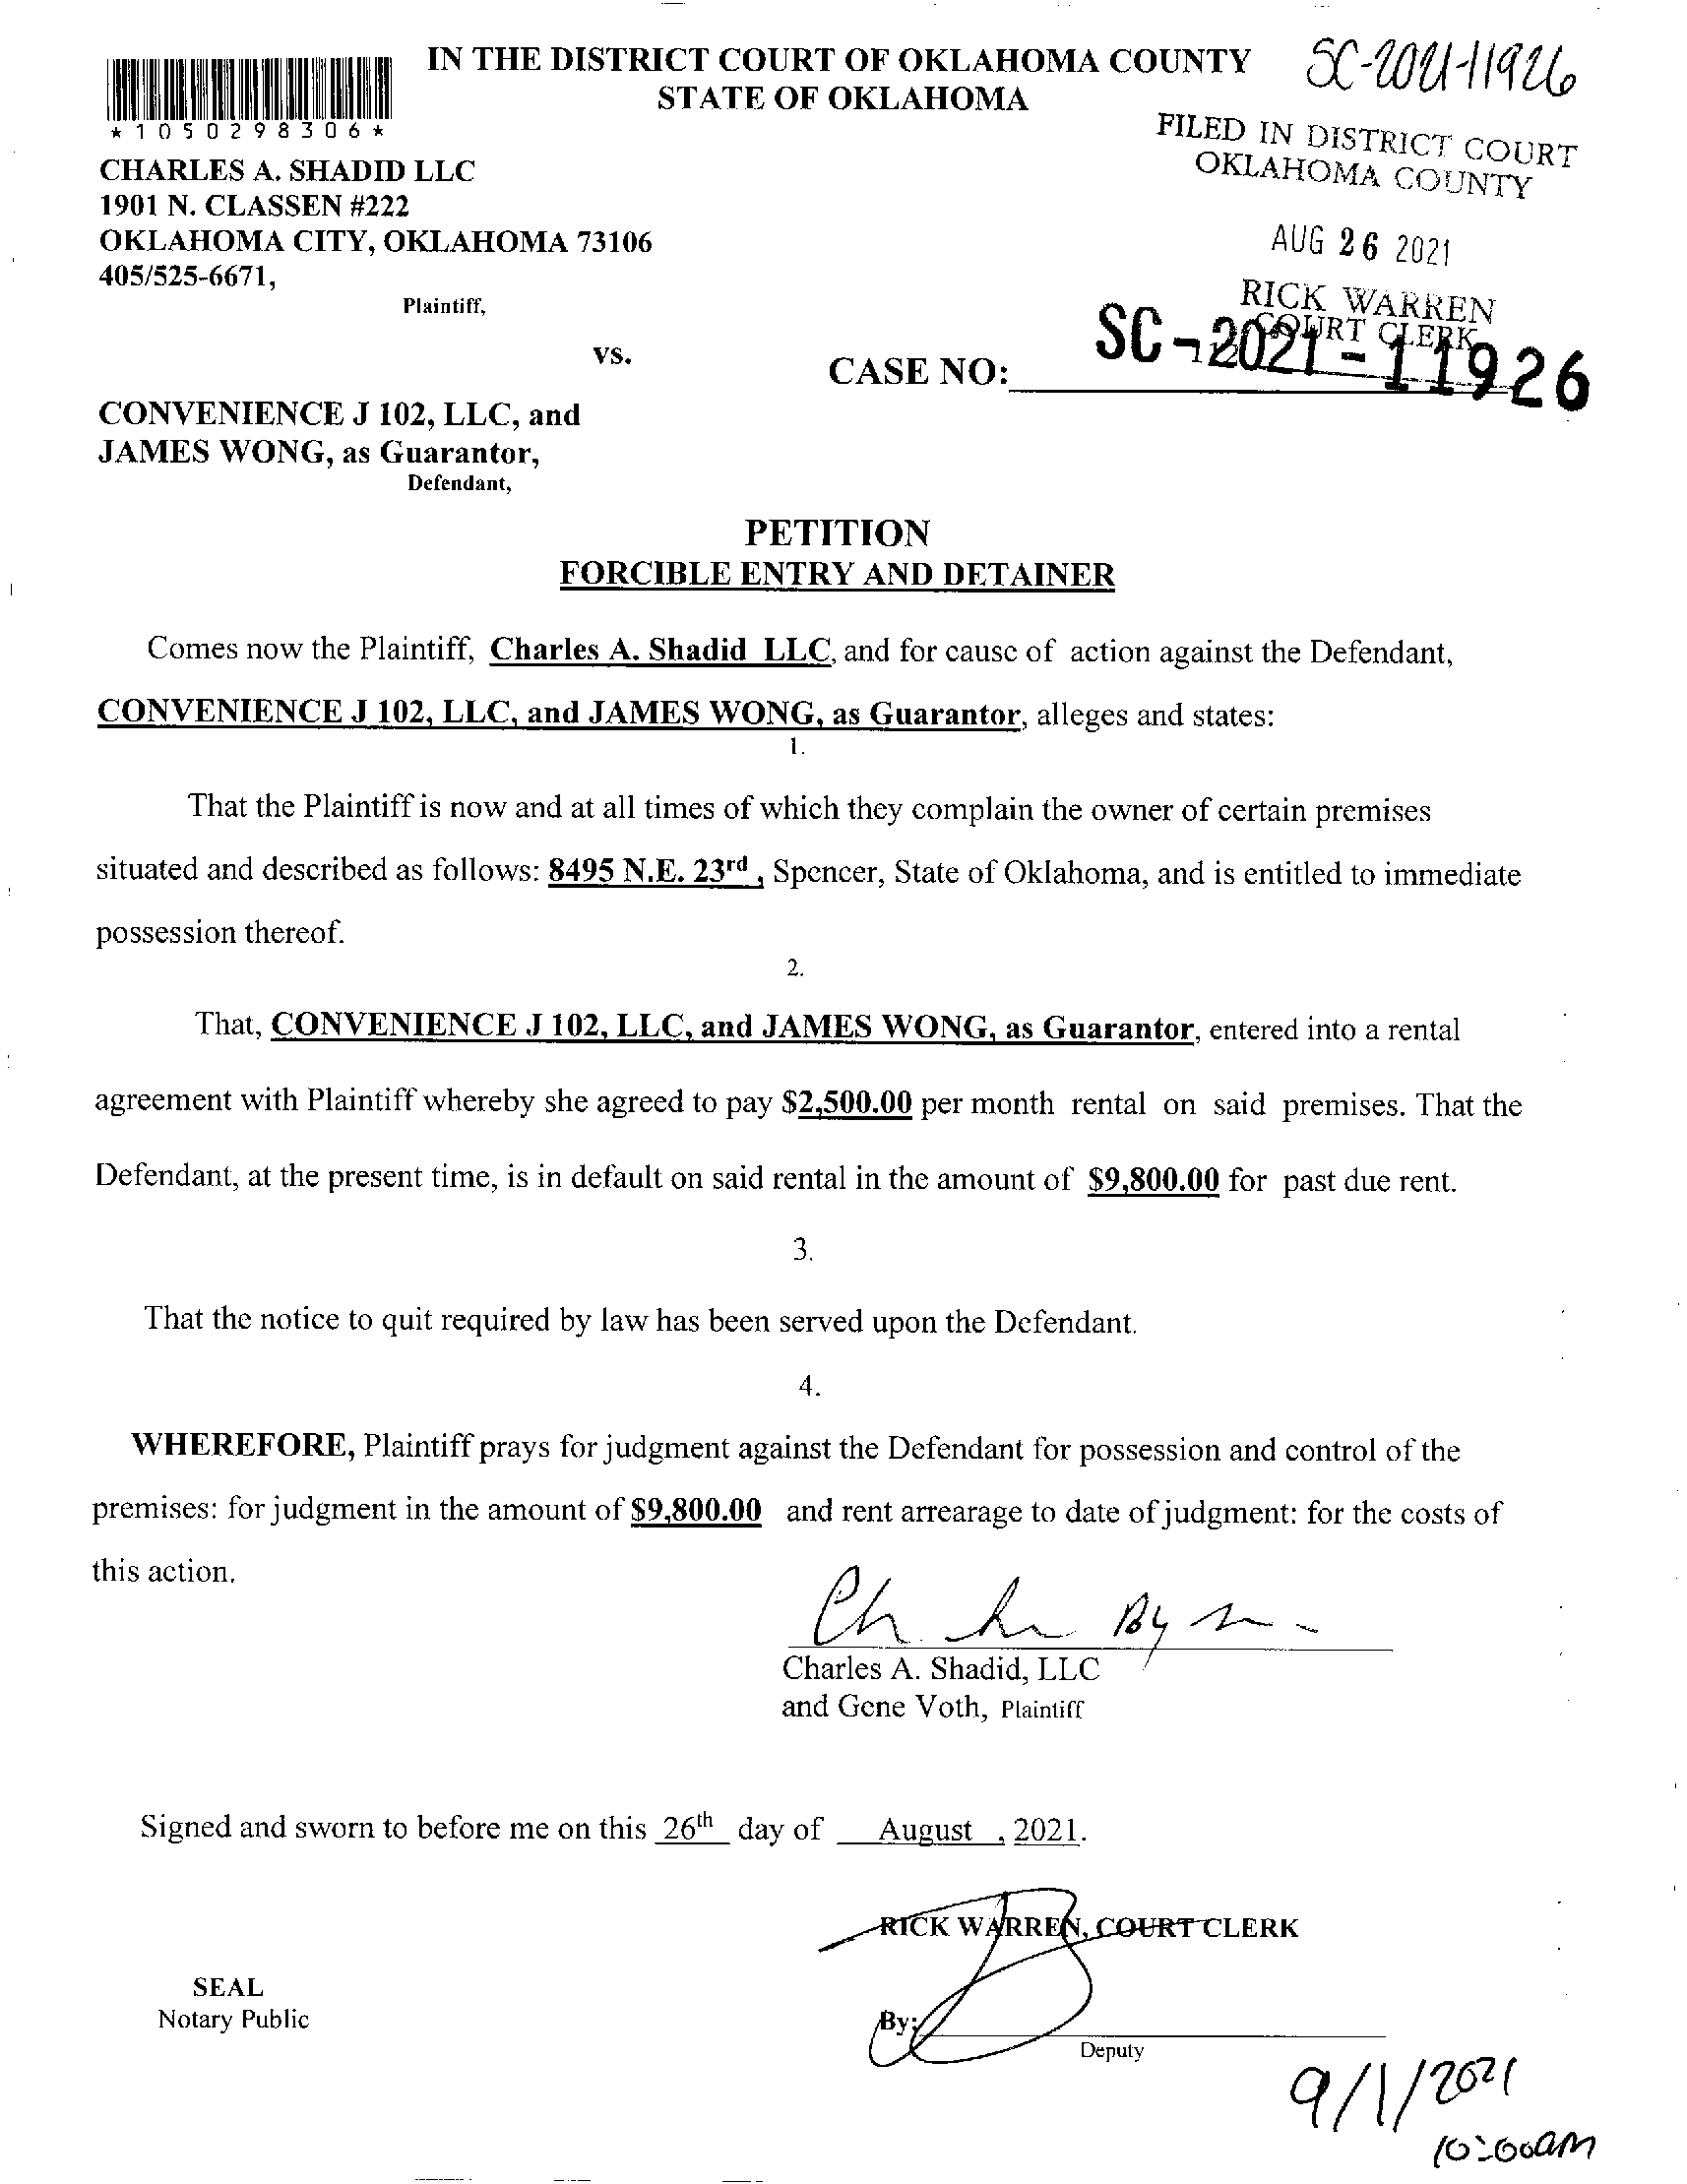 IN THE DISTRICT COURT OF OKLAHOMA COUNTY
STATE OF OKLAHOMA
SC-2021-11926
*1050298306*
FILED IN DISTRICT COURT
OKLAHOMA COUNTY
CHARLES A. SHADID LLC
1901 N. CLASSEN #222
OKLAHOMA CITY, OKLAHOMA 73106
405/525-6671,
AUG 26 2021
Plaintiff,
RICK WARREN
COURT CLERK
vs.
CASE NO: SC-2021-11926
CONVENIENCE J 102, LLC, and
JAMES WONG, as Guarantor,
Defendant,
PETITION
FORCIBLE ENTRY AND DETAINER
Comes now the Plaintiff, Charles A. Shadid LLC, and for cause of action against the Defendant,
CONVENIENCE J 102, LLC, and JAMES WONG, as Guarantor, alleges and states:
1.
That the Plaintiff is now and at all times of which they complain the owner of certain premises
situated and described as follows: 8495 N.E. 23rd , Spencer, State of Oklahoma, and is entitled to immediate
possession thereof.
2.
That, CONVENIENCE J 102, LLC, and JAMES WONG, as Guarantor, entered into a rental
agreement with Plaintiff whereby she agreed to pay $2,500.00 per month rental on said premises. That the
Defendant, at the present time, is in default on said rental in the amount of $9,800.00 for past due rent.
3.
That the notice to quit required by law has been served upon the Defendant.
4.
WHEREFORE, Plaintiff prays for judgment against the Defendant for possession and control of the
premises: for judgment in the amount of $9,800.00 and rent arrearage to date of judgment: for the costs of
this action.
By
Charles A. Shadid, LLC
and Gene Voth, Plaintiff
Signed and sworn to before me on this 26th day of August , 2021.
RICK WARREN, COURT CLERK
SEAL
Notary Public
By:
Deputy
9/1/2021
10:00am